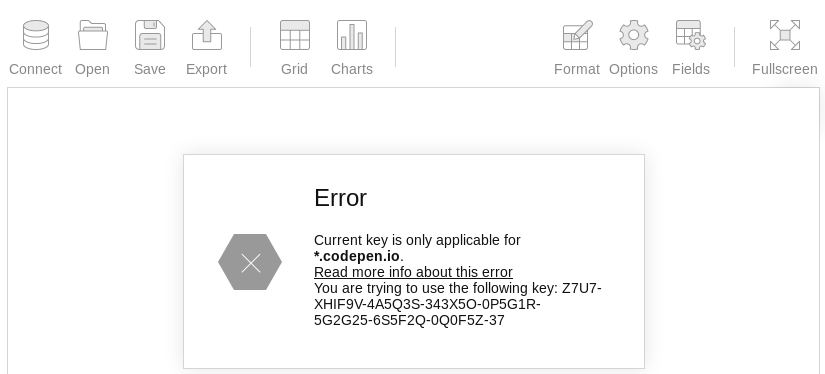 Connect Open Save Export Grid Charts Format Options Fields Fullscreen
Error
Current key is only applicable for
*.codepen.io.
Read more info about this error
You are trying to use the following key: Z7U7-
XHIF9V-4A5Q3S-343X5O-0P5G1R-
5G2G25-6S5F2Q-0Q0F5Z-37